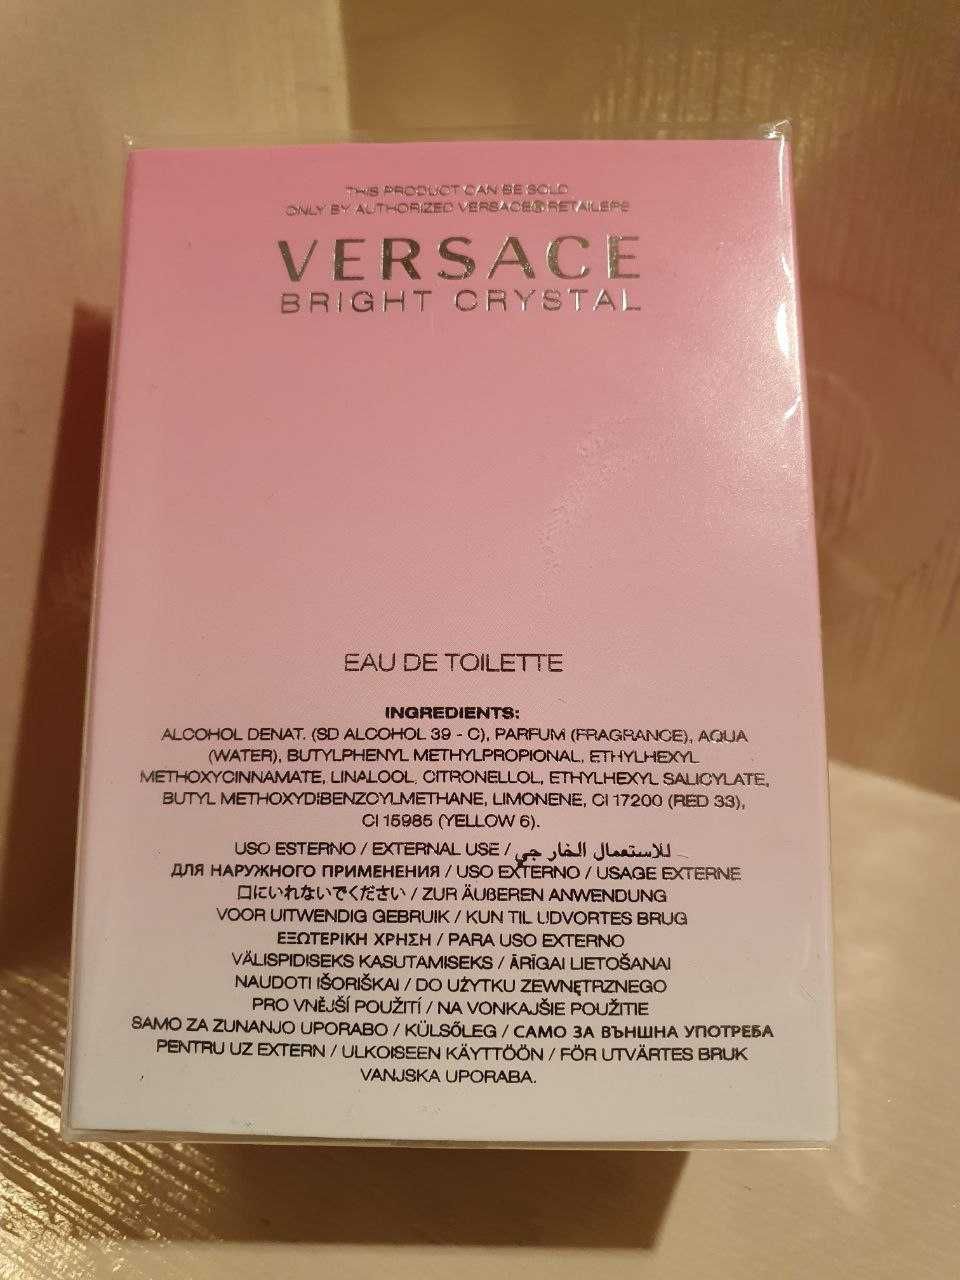 THIS PRODUCT CAN BE SOLD
ONLY BY AUTHORIZED VERSACE® RETAILERS
VERSACE
BRIGHT CRYSTAL
EAU DE TOILETTE
INGREDIENTS:
ALCOHOL DENAT. (SD ALCOHOL 39 - C), PARFUM (FRAGRANCE), AQUA
(WATER), BUTYLPHENYL METHYLPROPIONAL, ETHYLHEXYL
METHOXYCINNAMATE, LINALOOL, CITRONELLOL, ETHYLHEXYL SALICYLATE,
BUTYL METHOXYDIBENZOYLMETHANE, LIMONENE, CI 17200 (RED 33),
CI 15985 (YELLOW 6).
USO ESTERNO / EXTERNAL USE / للاستعمال الخارجي
ДЛЯ НАРУЖНОГО ПРИМЕНЕНИЯ / USO EXTERNO / USAGE EXTERNE
口にいれないでください / ZUR ÄUßEREN ANWENDUNG
VOOR UITWENDIG GEBRUIK / KUN TIL UDVORTES BRUG
ΕΞΩΤΕΡΙΚΗ ΧΡΗΣΗ / PARA USO EXTERNO
VÄLISPIDISEKS KASUTAMISEKS / ĀRĪGAI LIETOŠANAI
NAUDOTI IŠORIŠKAI / DO UŻYTKU ZEWNĘTRZNEGO
PRO VNĚJŠÍ POUŽITÍ / NA VONKAJŠIE POUŽITIE
SAMO ZA ZUNANJO UPORABO / KÜLSŐLEG / САМО ЗА ВЪНШНА УПОТРЕБА
PENTRU UZ EXTERN / ULKOISEEN KÄYTTÖÖN / FÖR UTVÄRTES BRUK
VANJSKA UPORABA.